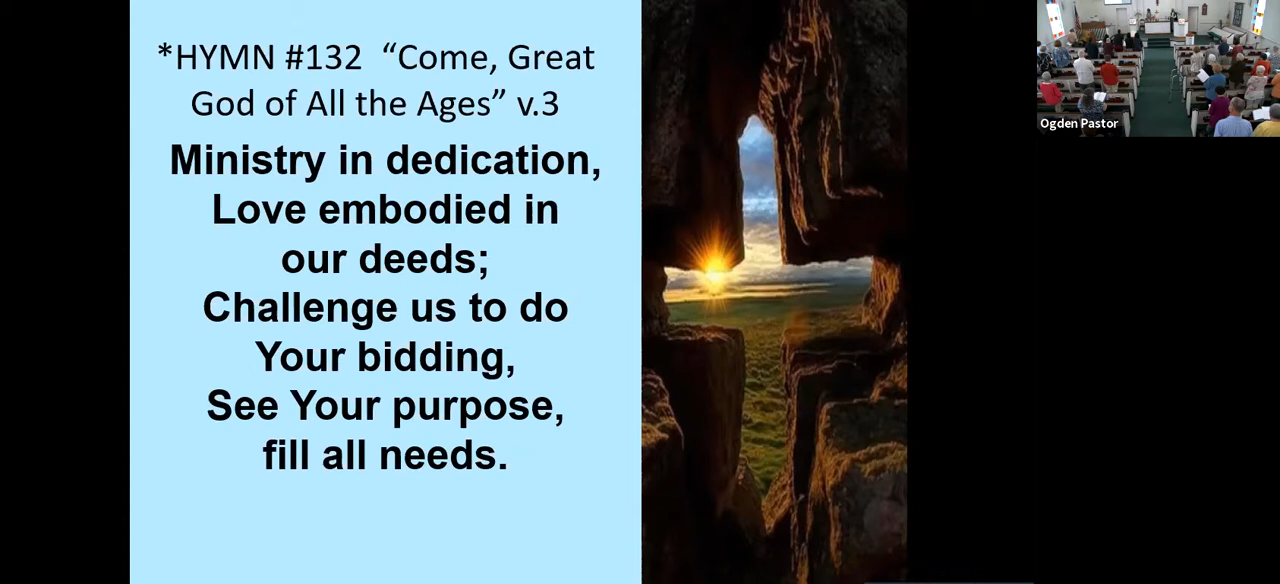 *HYMN #132 “Come, Great
God of All the Ages” v.3
Ministry in dedication,
Love embodied in
our deeds;
Challenge us to do
Your bidding,
See Your purpose,
fill all needs.
Ogden Pastor